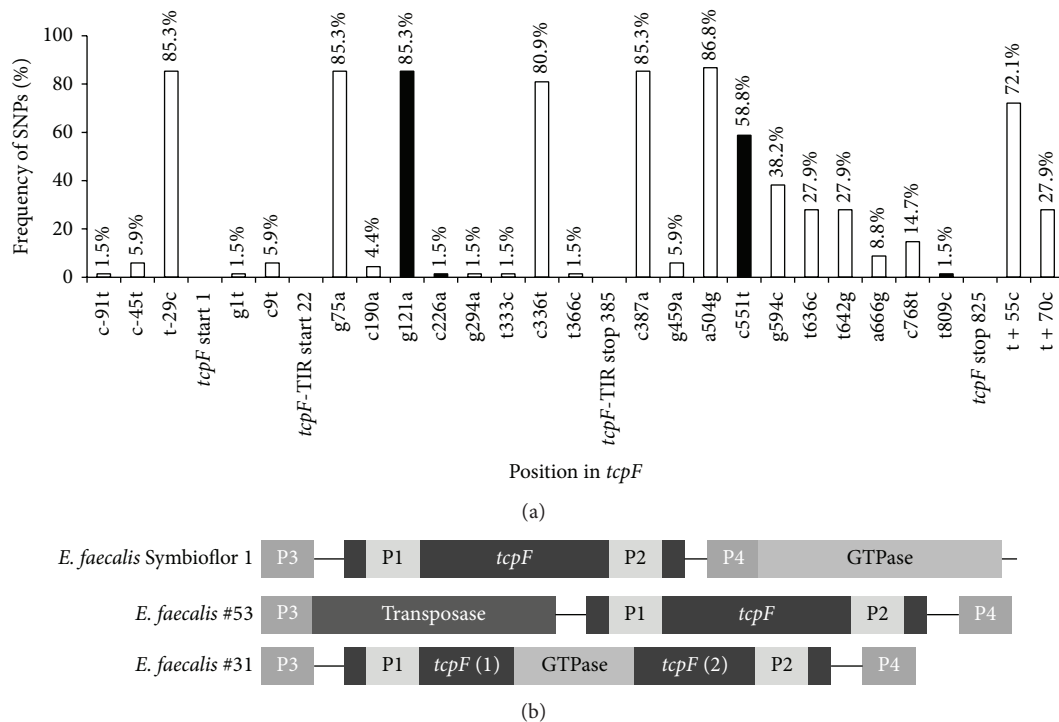 Frequency of SNPs (%)
100
80
60
40
20
0
1.5%
5.9%
85.3%
1.5%
5.9%
85.3%
4.4%
85.3%
1.5%
1.5%
1.5%
80.9%
1.5%
85.3%
5.9%
86.8%
58.8%
38.2%
27.9%
27.9%
8.8%
14.7%
1.5%
72.1%
27.9%
c-91t
c-45t
t-29c
tcpF start 1
g1t
c9t
tcpF-TIR start 22
g75a
c190a
g121a
c226a
g294a
t333c
c336t
t366c
tcpF-TIR stop 385
c387a
g459a
a504g
c551t
g594c
t636c
t642g
a666g
c768t
t809c
tcpF stop 825
t + 55c
t + 70c
Position in tcpF
(a)
E. faecalis Symbioflor 1 P3 P1 tcpF P2 P4 GTPase
E. faecalis #53 P3 Transposase P1 tcpF P2 P4
E. faecalis #31 P3 P1 tcpF (1) GTPase tcpF (2) P2 P4
(b)